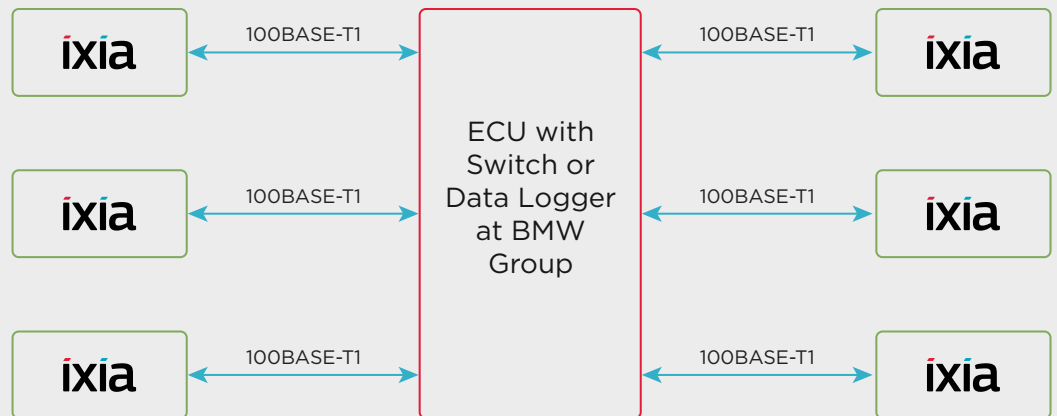 ixia
100BASE-T1
100BASE-T1
ixia
ECU with
Switch or
Data Logger
at BMW
Group
ixia
100BASE-T1
100BASE-T1
ixia
ixia
100BASE-T1
100BASE-T1
ixia